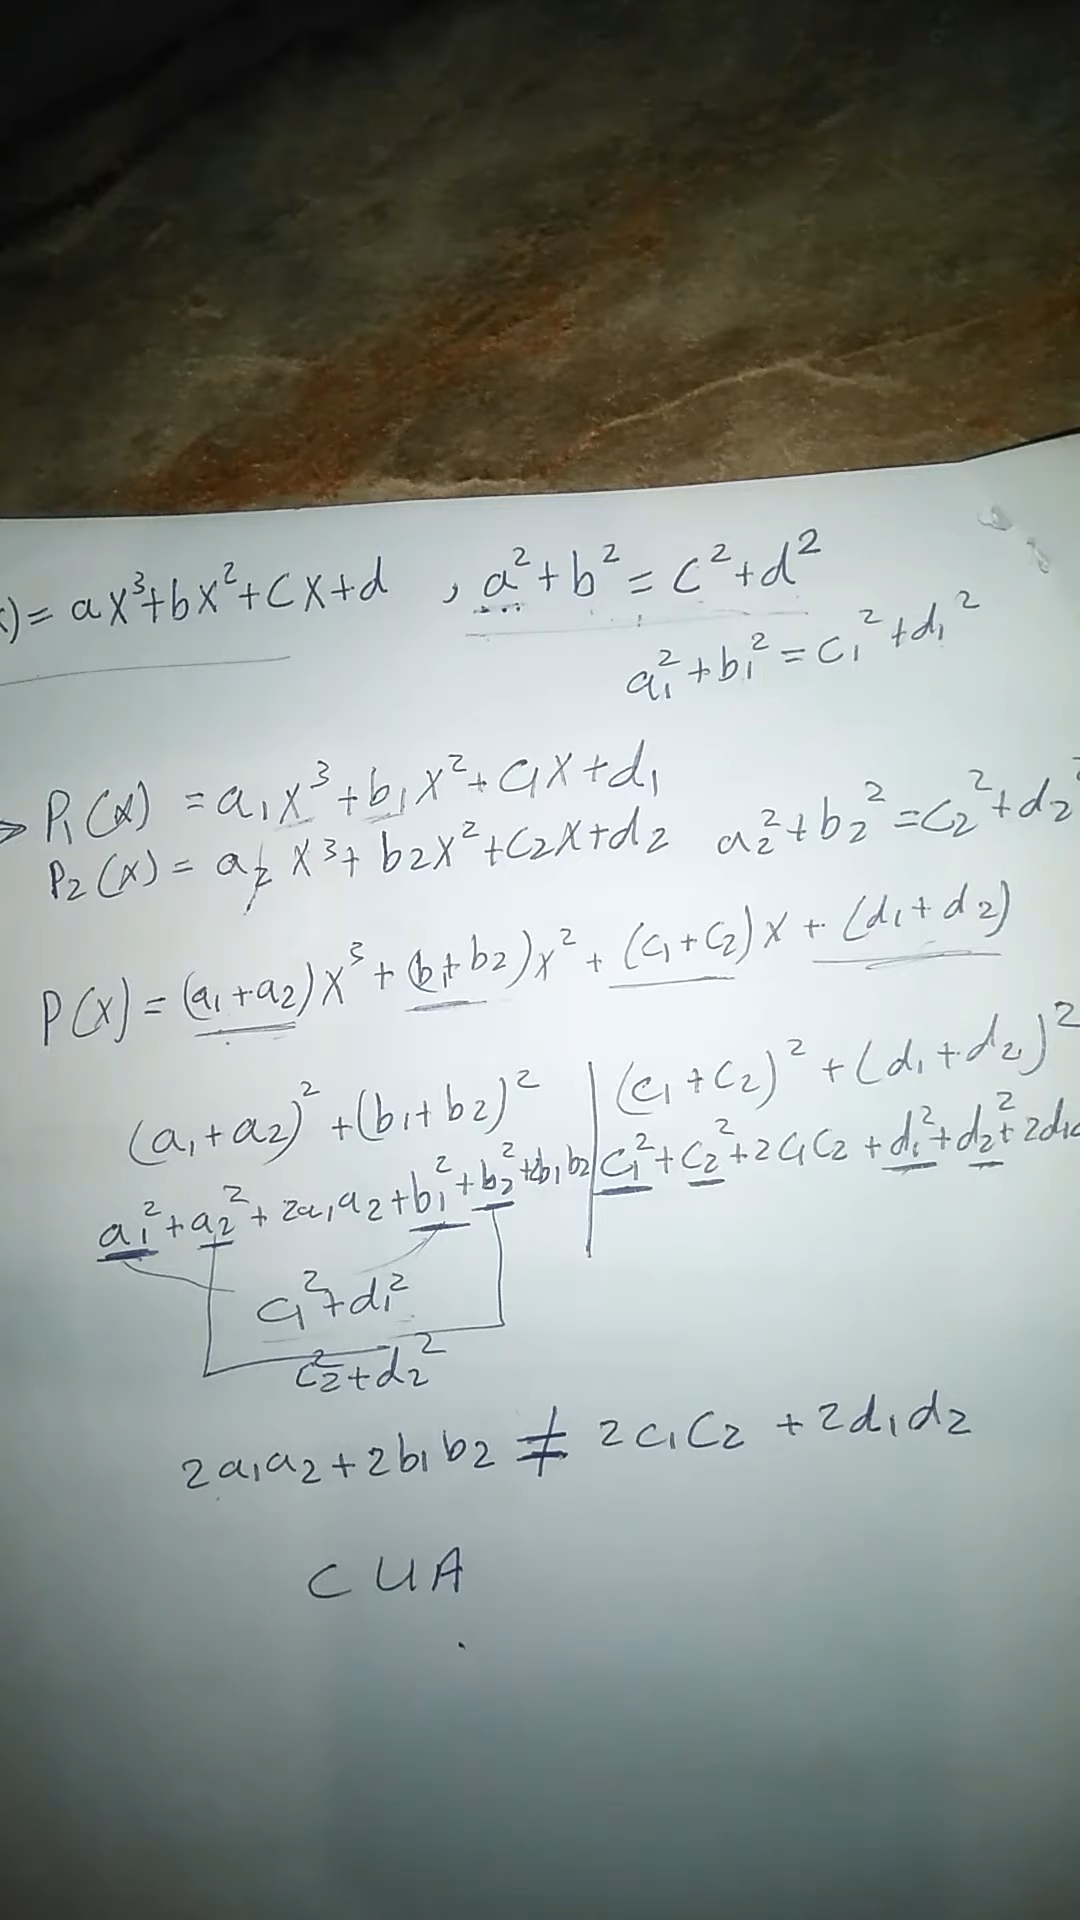 x) = ax³+bx²+cx+d , a²+b² = c²+d²
a₁²+b₁² = c₁²+d₁²
P₁(x) = a₁x³+b₁x²+c₁x+d₁
P₂(x) = a₂x³+b₂x²+c₂x+d₂ a₂²+b₂² = c₂²+d₂²
P(x) = (a₁+a₂)x³+(b₁+b₂)x²+(c₁+c₂)x+(d₁+d₂)
(a₁+a₂)²+(b₁+b₂)² | (c₁+c₂)²+(d₁+d₂)²
a₁²+a₂²+2a₁a₂+b₁²+b₂²+2b₁b₂ | c₁²+c₂²+2c₁c₂+d₁²+d₂²+2d₁d
c₁²+d₁²
c₂²+d₂²
2a₁a₂+2b₁b₂ ≠ 2c₁c₂+2d₁d₂
CUA